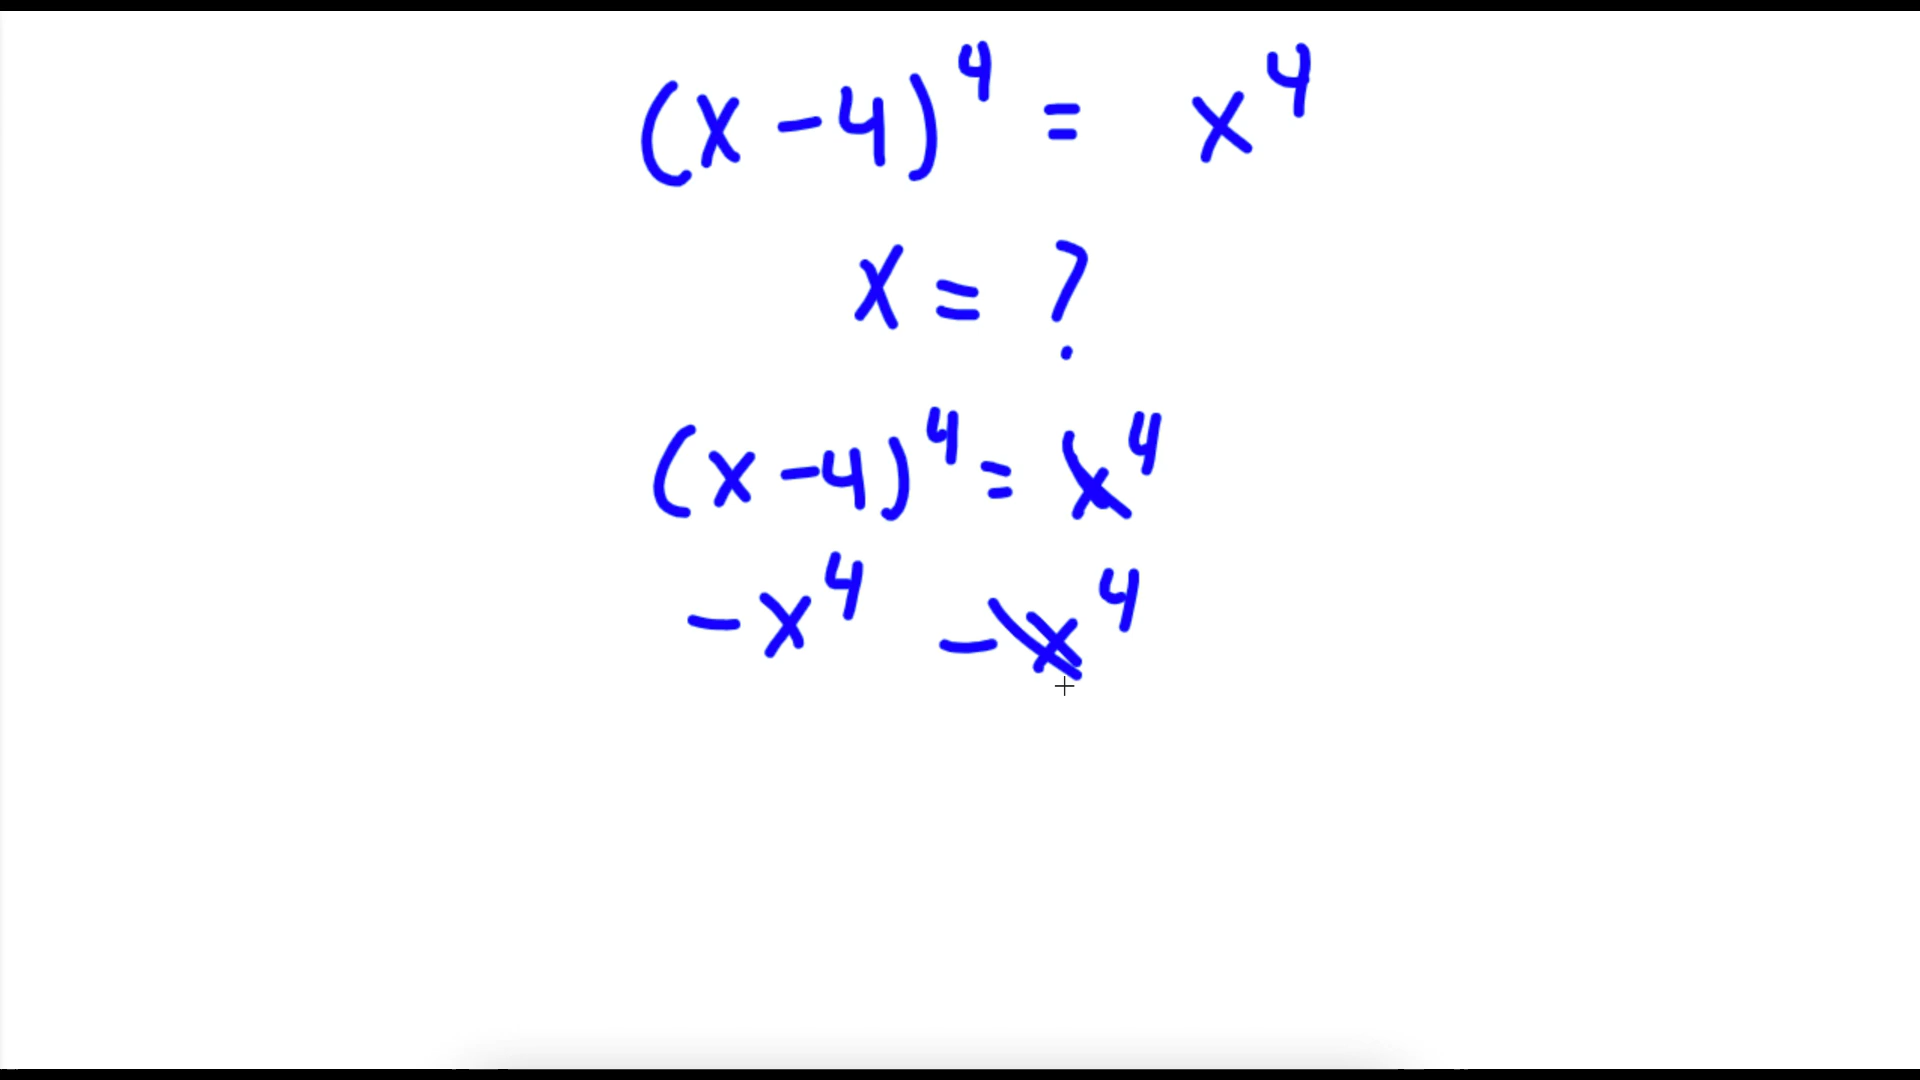 (x-4)⁴ = x⁴
x = ?
(x-4)⁴ = x⁴
-x⁴ -x⁴